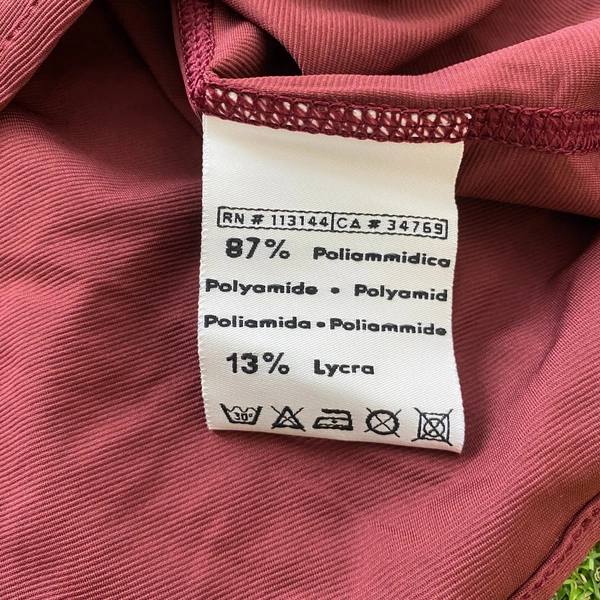 RN # 113144 CA # 34769
87% Poliammidica
Polyamide • Polyamid
Poliamida • Poliammide
13% Lycra
30°